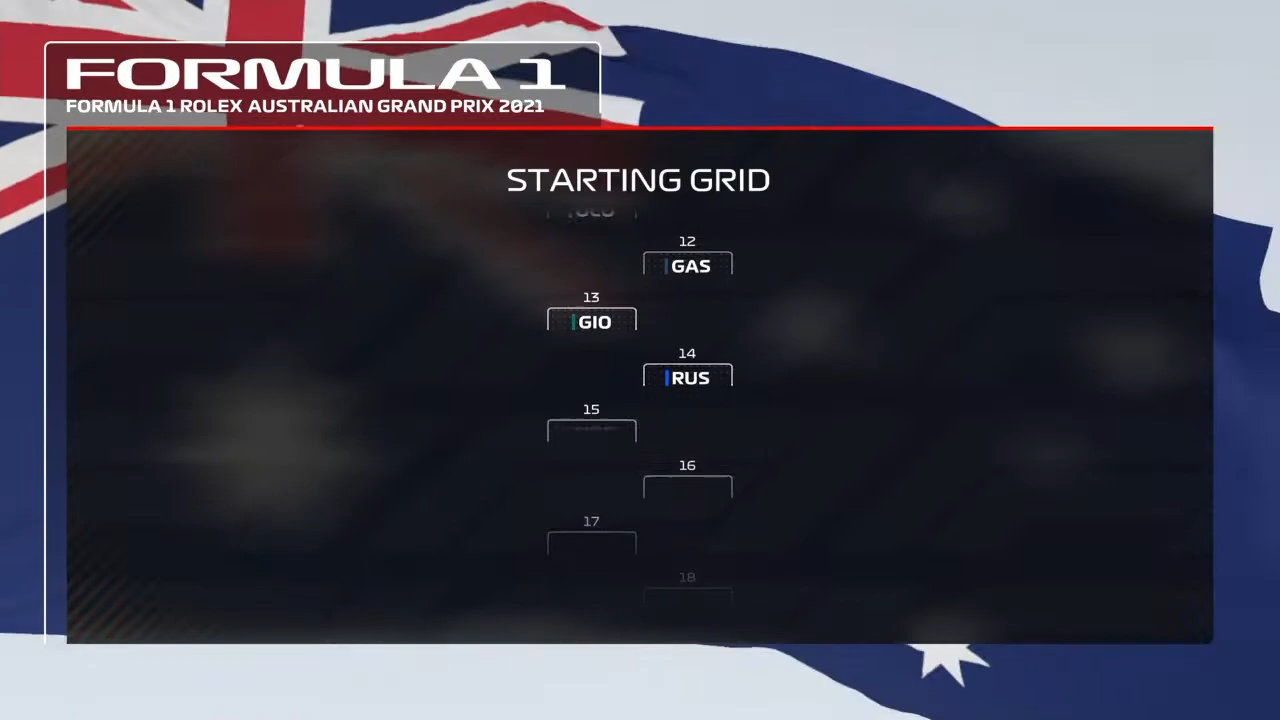 FORMULA 1
FORMULA 1 ROLEX AUSTRALIAN GRAND PRIX 2021
STARTING GRID
12
GAS
13
GIO
14
RUS
15
16
17
18